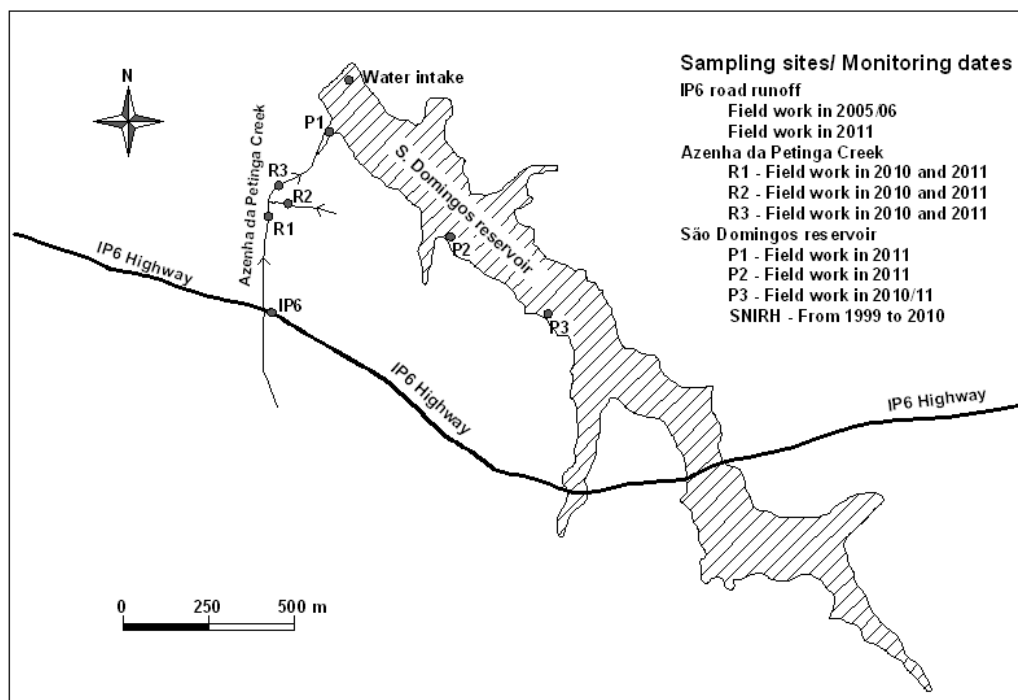 N
Water intake
P1
Azenha da Petinga Creek
R3
R2
R1
S. Domingos reservoir
P2
IP6 Highway
IP6
P3
IP6 Highway
IP6 Highway
0 250 500 m
Sampling sites/ Monitoring dates
IP6 road runoff
Field work in 2005/06
Field work in 2011
Azenha da Petinga Creek
R1 - Field work in 2010 and 2011
R2 - Field work in 2010 and 2011
R3 - Field work in 2010 and 2011
São Domingos reservoir
P1 - Field work in 2011
P2 - Field work in 2011
P3 - Field work in 2010/11
SNIRH - From 1999 to 2010